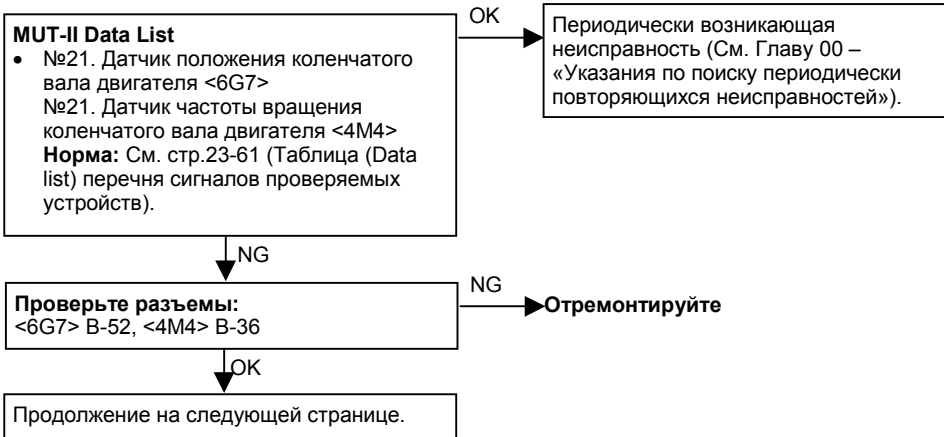 MUT-II Data List
• №21. Датчик положения коленчатого
вала двигателя <6G7>
№21. Датчик частоты вращения
коленчатого вала двигателя <4M4>
Норма: См. стр.23-61 (Таблица (Data
list) перечня сигналов проверяемых
устройств).
OK
Периодически возникающая
неисправность (См. Главу 00 –
«Указания по поиску периодически
повторяющихся неисправностей»).
NG
Проверьте разъемы:
<6G7> B-52, <4M4> B-36
NG
Отремонтируйте
OK
Продолжение на следующей странице.